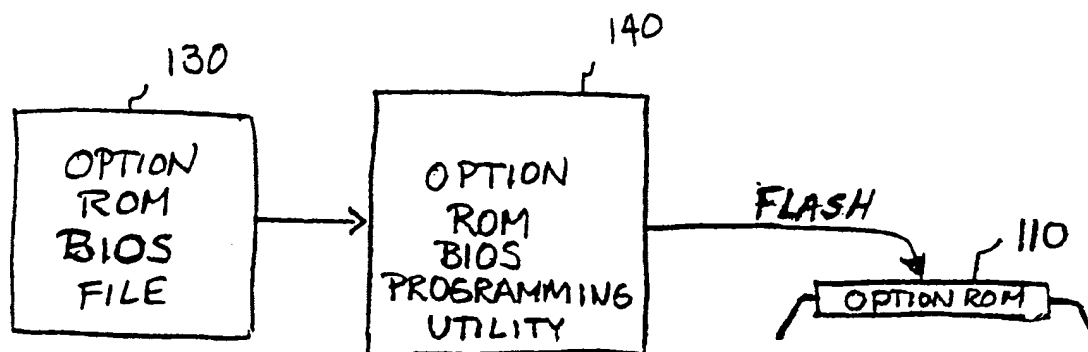 130
OPTION
ROM
BIOS
FILE
140
OPTION
ROM
BIOS
PROGRAMMING
UTILITY
FLASH
110
OPTION ROM